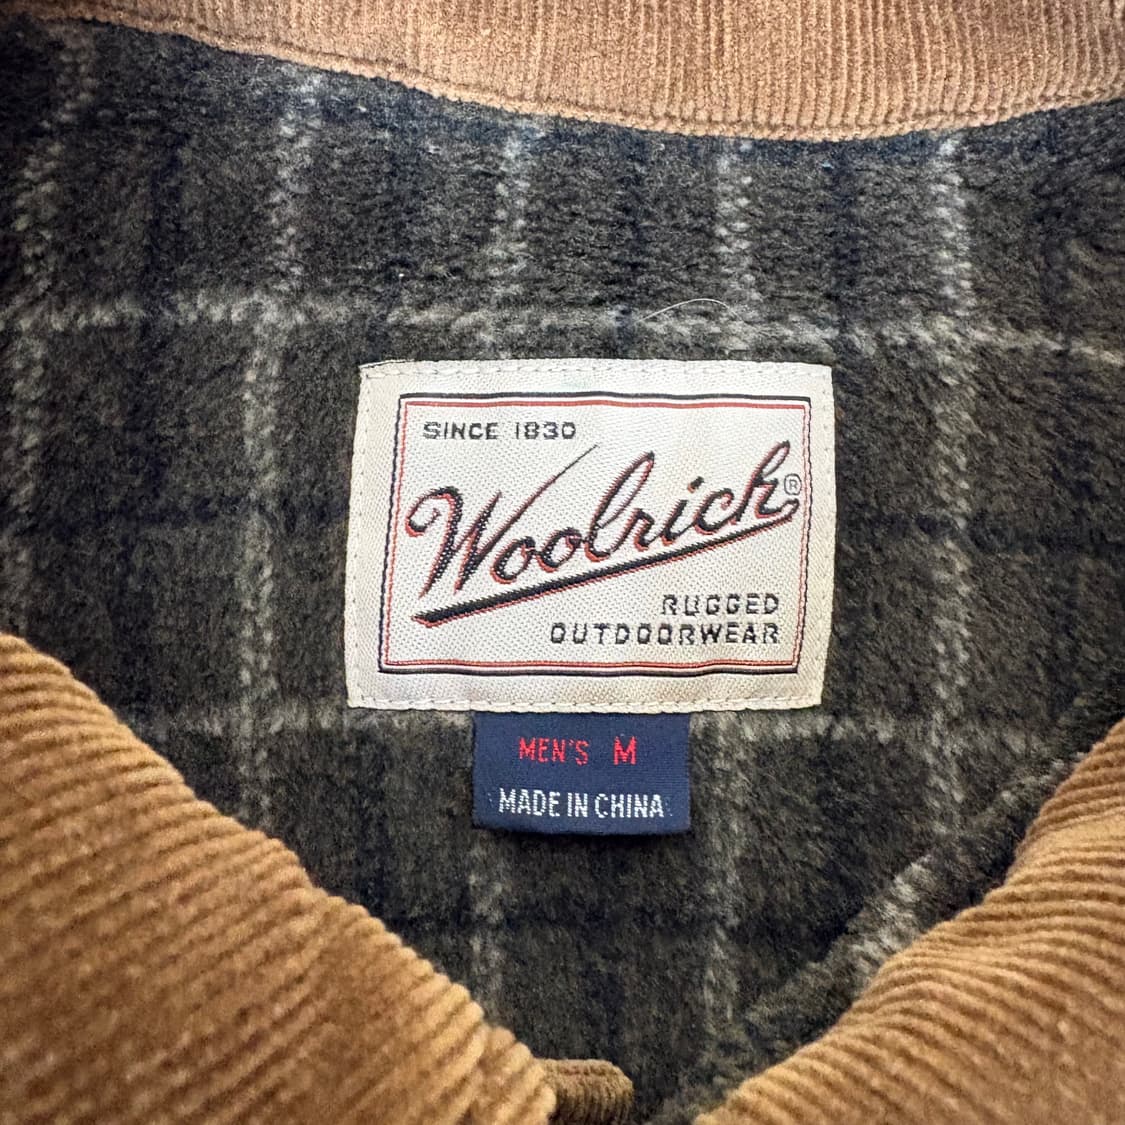 SINCE 1830
Woolrich®
RUGGED
OUTDOORWEAR
MEN'S M
MADE IN CHINA